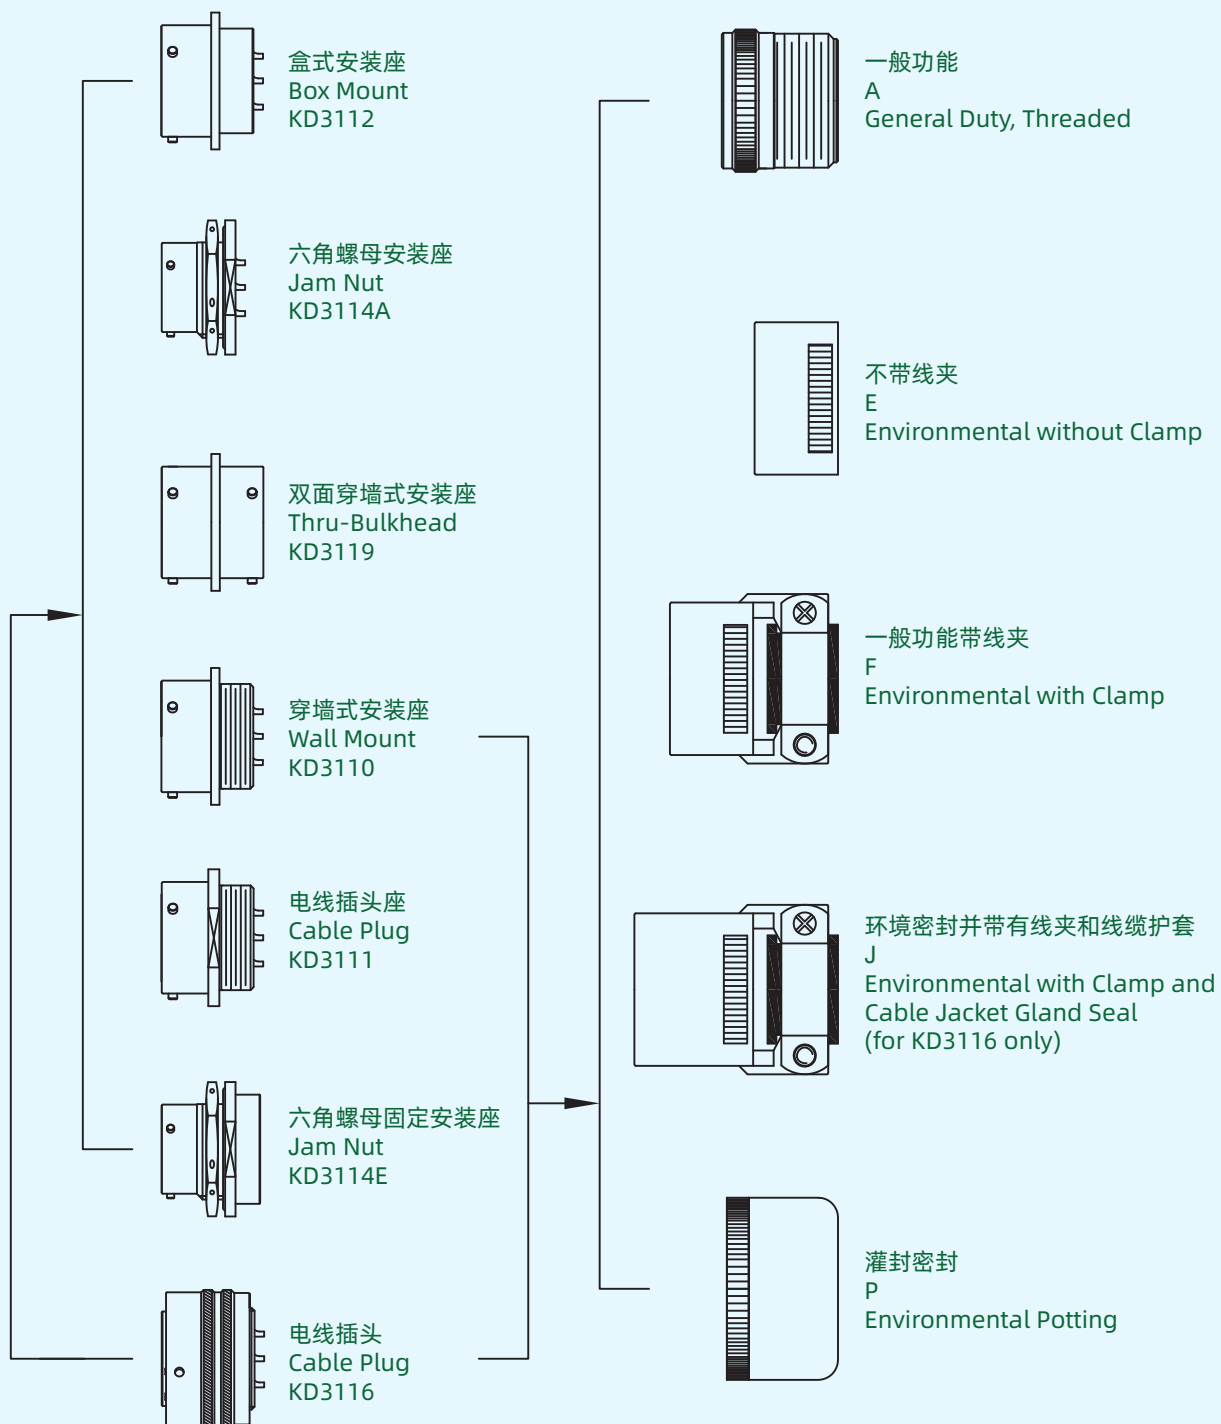 盒式安装座
Box Mount
KD3112
六角螺母安装座
Jam Nut
KD3114A
双面穿墙式安装座
Thru-Bulkhead
KD3119
穿墙式安装座
Wall Mount
KD3110
电线插头座
Cable Plug
KD3111
六角螺母固定安装座
Jam Nut
KD3114E
电线插头
Cable Plug
KD3116
一般功能
A
General Duty, Threaded
不带线夹
E
Environmental without Clamp
一般功能带线夹
F
Environmental with Clamp
环境密封并带有线夹和线缆护套
J
Environmental with Clamp and
Cable Jacket Gland Seal
(for KD3116 only)
灌封密封
P
Environmental Potting